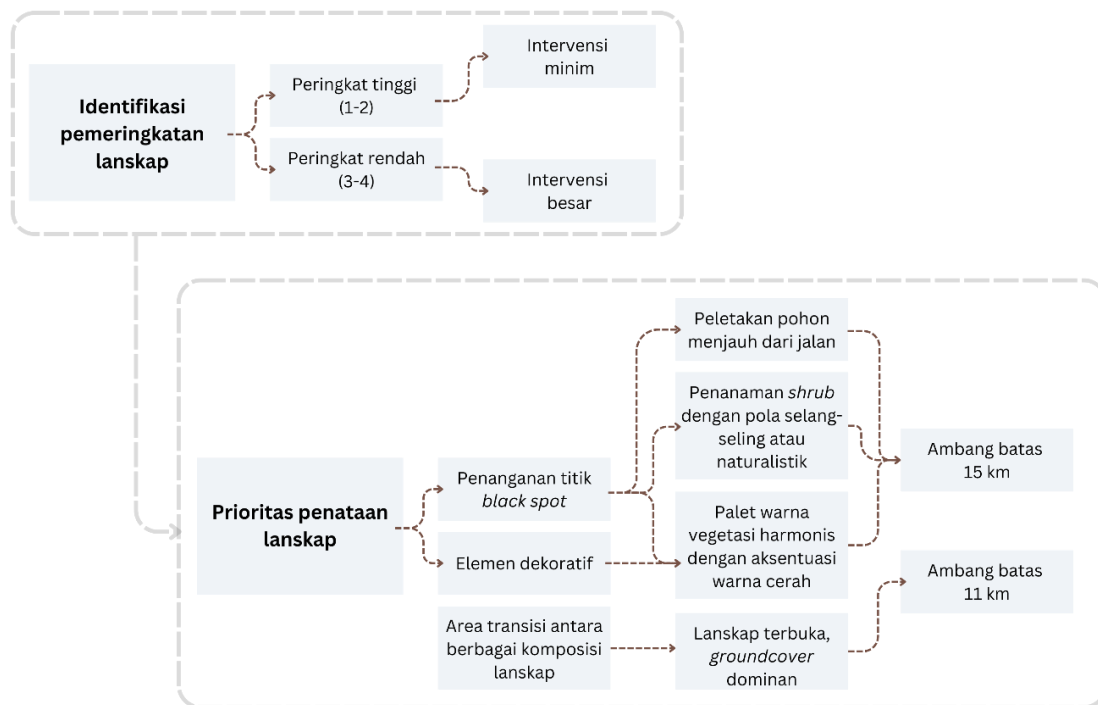 Identifikasi
pemeringkatan
lanskap
Peringkat tinggi
(1-2)
Peringkat rendah
(3-4)
Intervensi
minim
Intervensi
besar
Prioritas penataan
lanskap
Penanganan titik
black spot
Elemen dekoratif
Area transisi antara
berbagai komposisi
lanskap
Peletakan pohon
menjauh dari jalan
Penanaman shrub
dengan pola selang-
seling atau
naturalistik
Palet warna
vegetasi harmonis
dengan aksentuasi
warna cerah
Lanskap terbuka,
groundcover
dominan
Ambang batas
15 km
Ambang batas
11 km